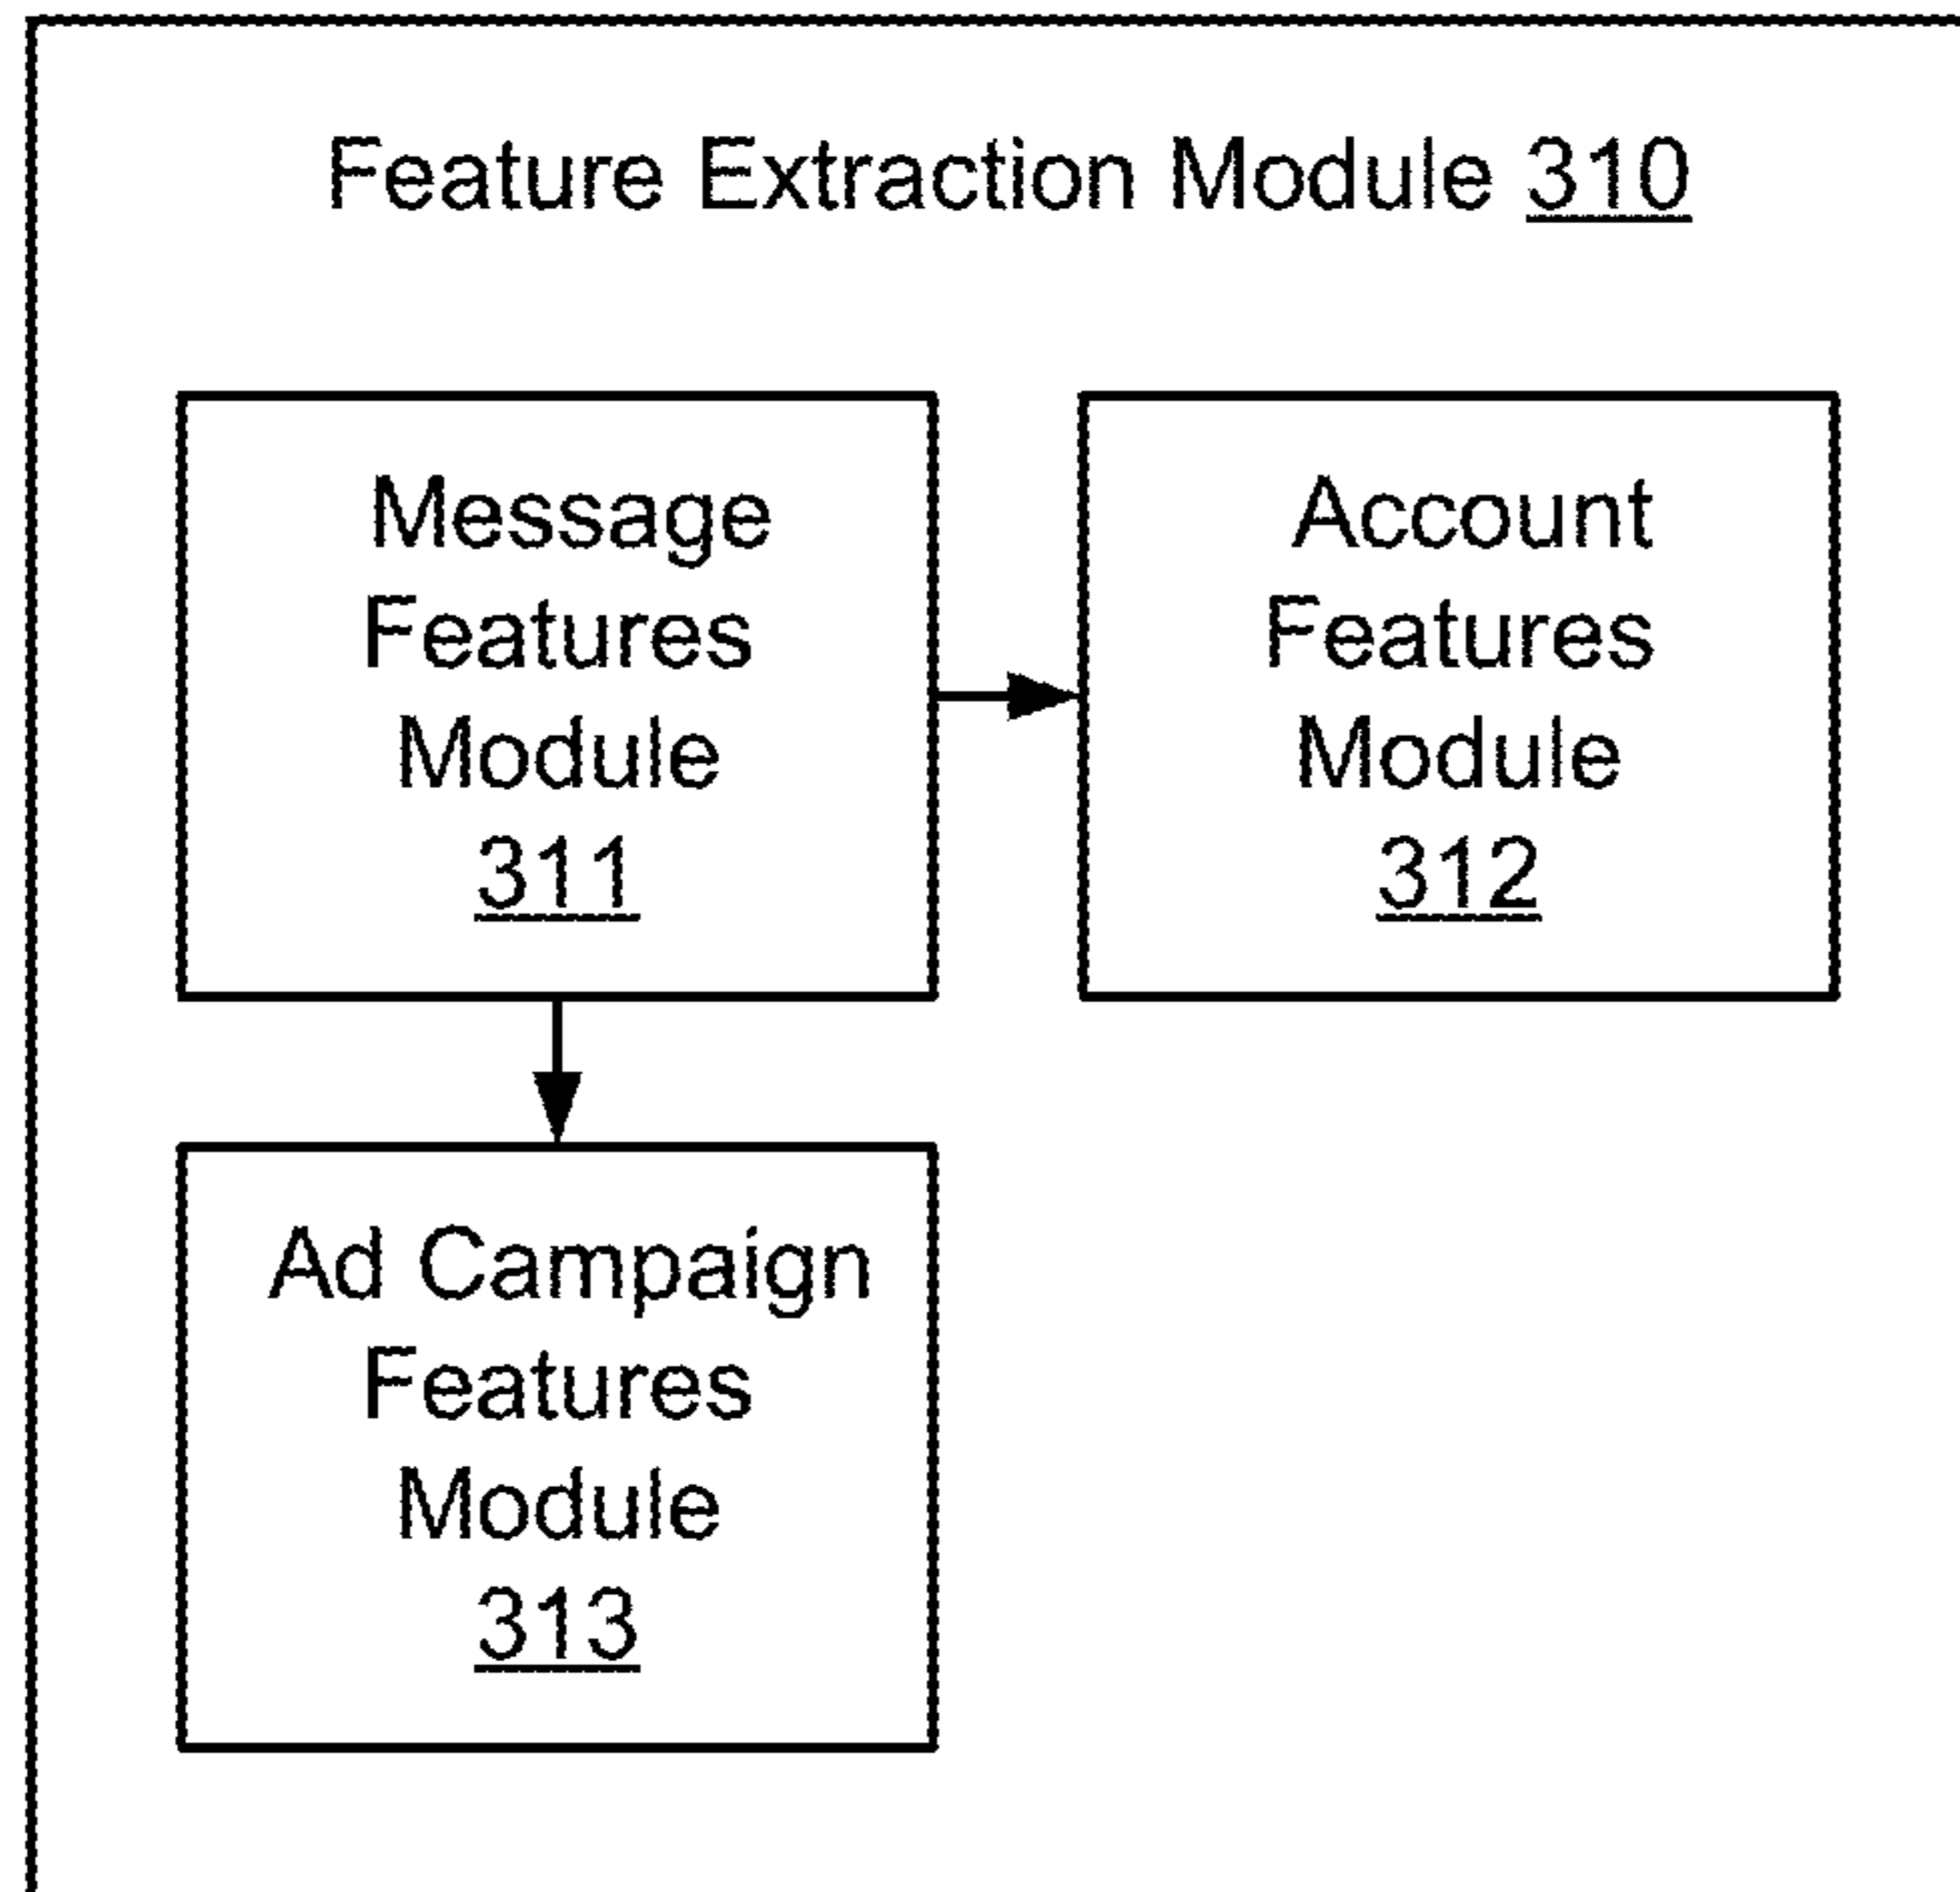 Feature Extraction Module 310
Message
Features
Module
311
Account
Features
Module
312
Ad Campaign
Features
Module
313